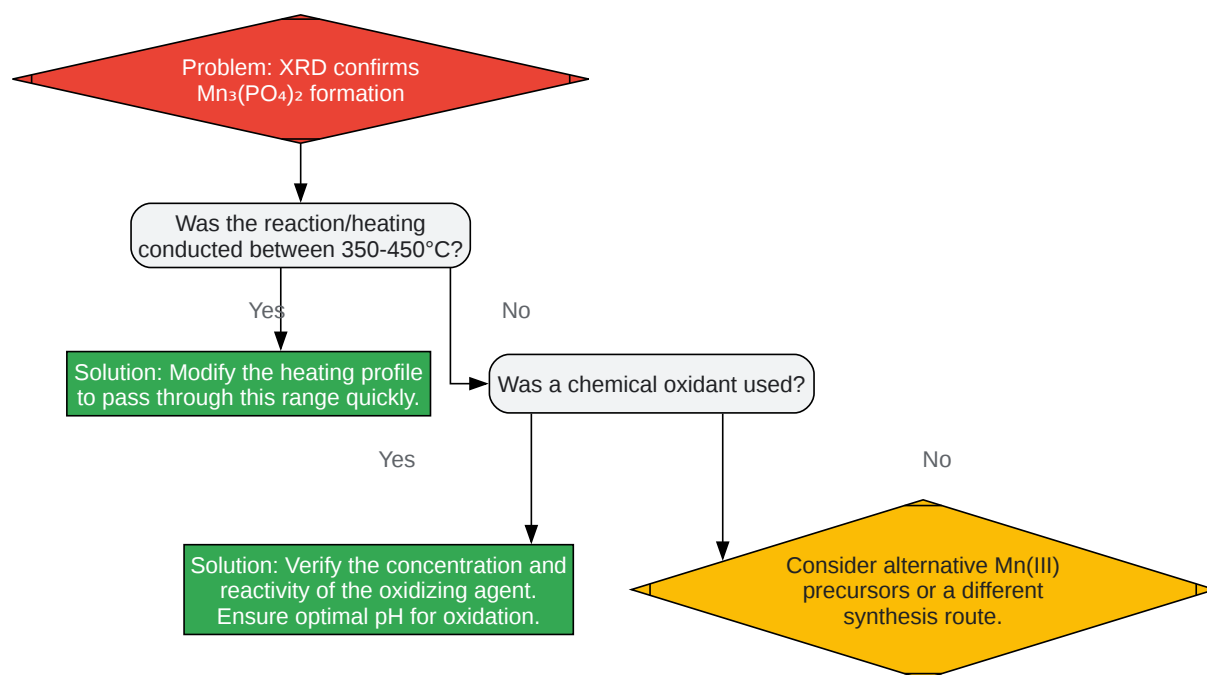 Problem: XRD confirms
Mn₃(PO₄)₂ formation
Was the reaction/heating
conducted between 350-450°C?
Yes
No
Solution: Modify the heating profile
to pass through this range quickly.
Was a chemical oxidant used?
Yes
No
Solution: Verify the concentration and
reactivity of the oxidizing agent.
Ensure optimal pH for oxidation.
Consider alternative Mn(III)
precursors or a different
synthesis route.